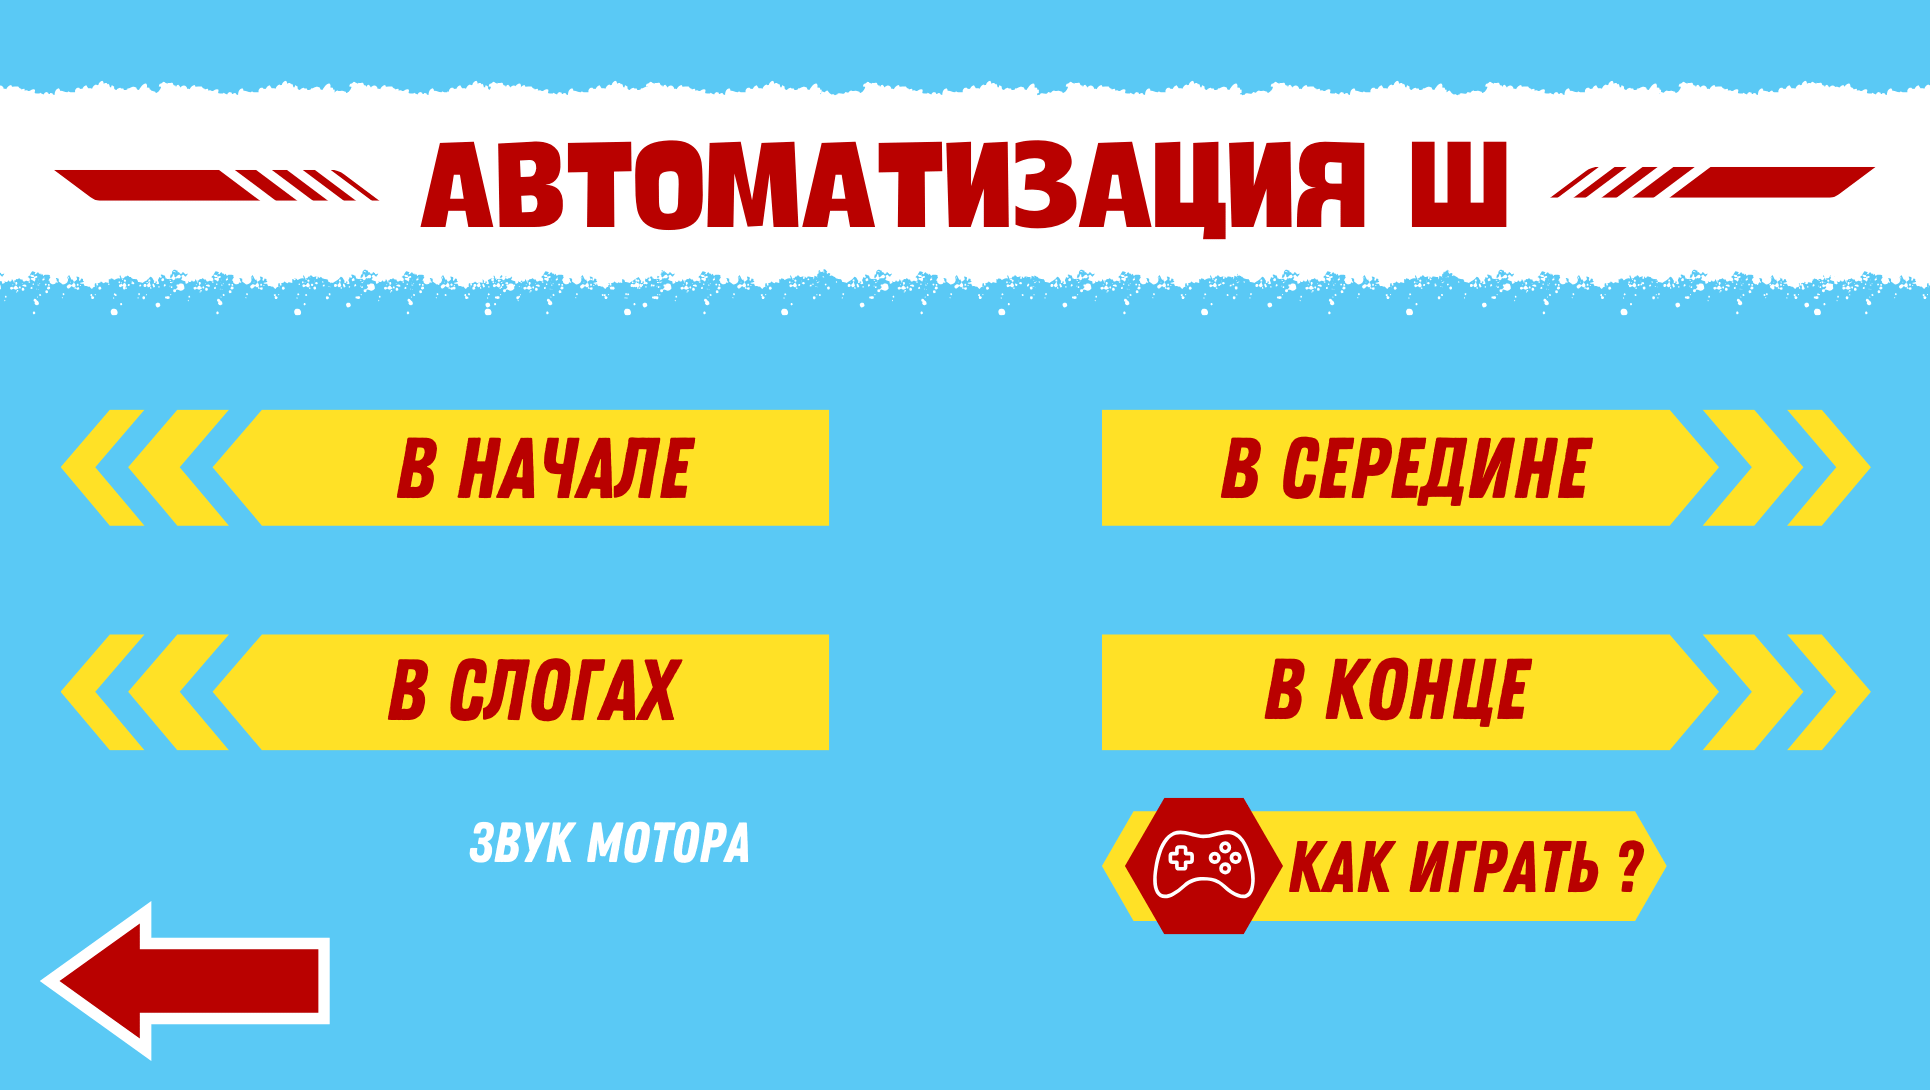 АВТОМАТИЗАЦИЯ Ш
В НАЧАЛЕ
В СЕРЕДИНЕ
В СЛОГАХ
В КОНЦЕ
ЗВУК МОТОРА
КАК ИГРАТЬ ?